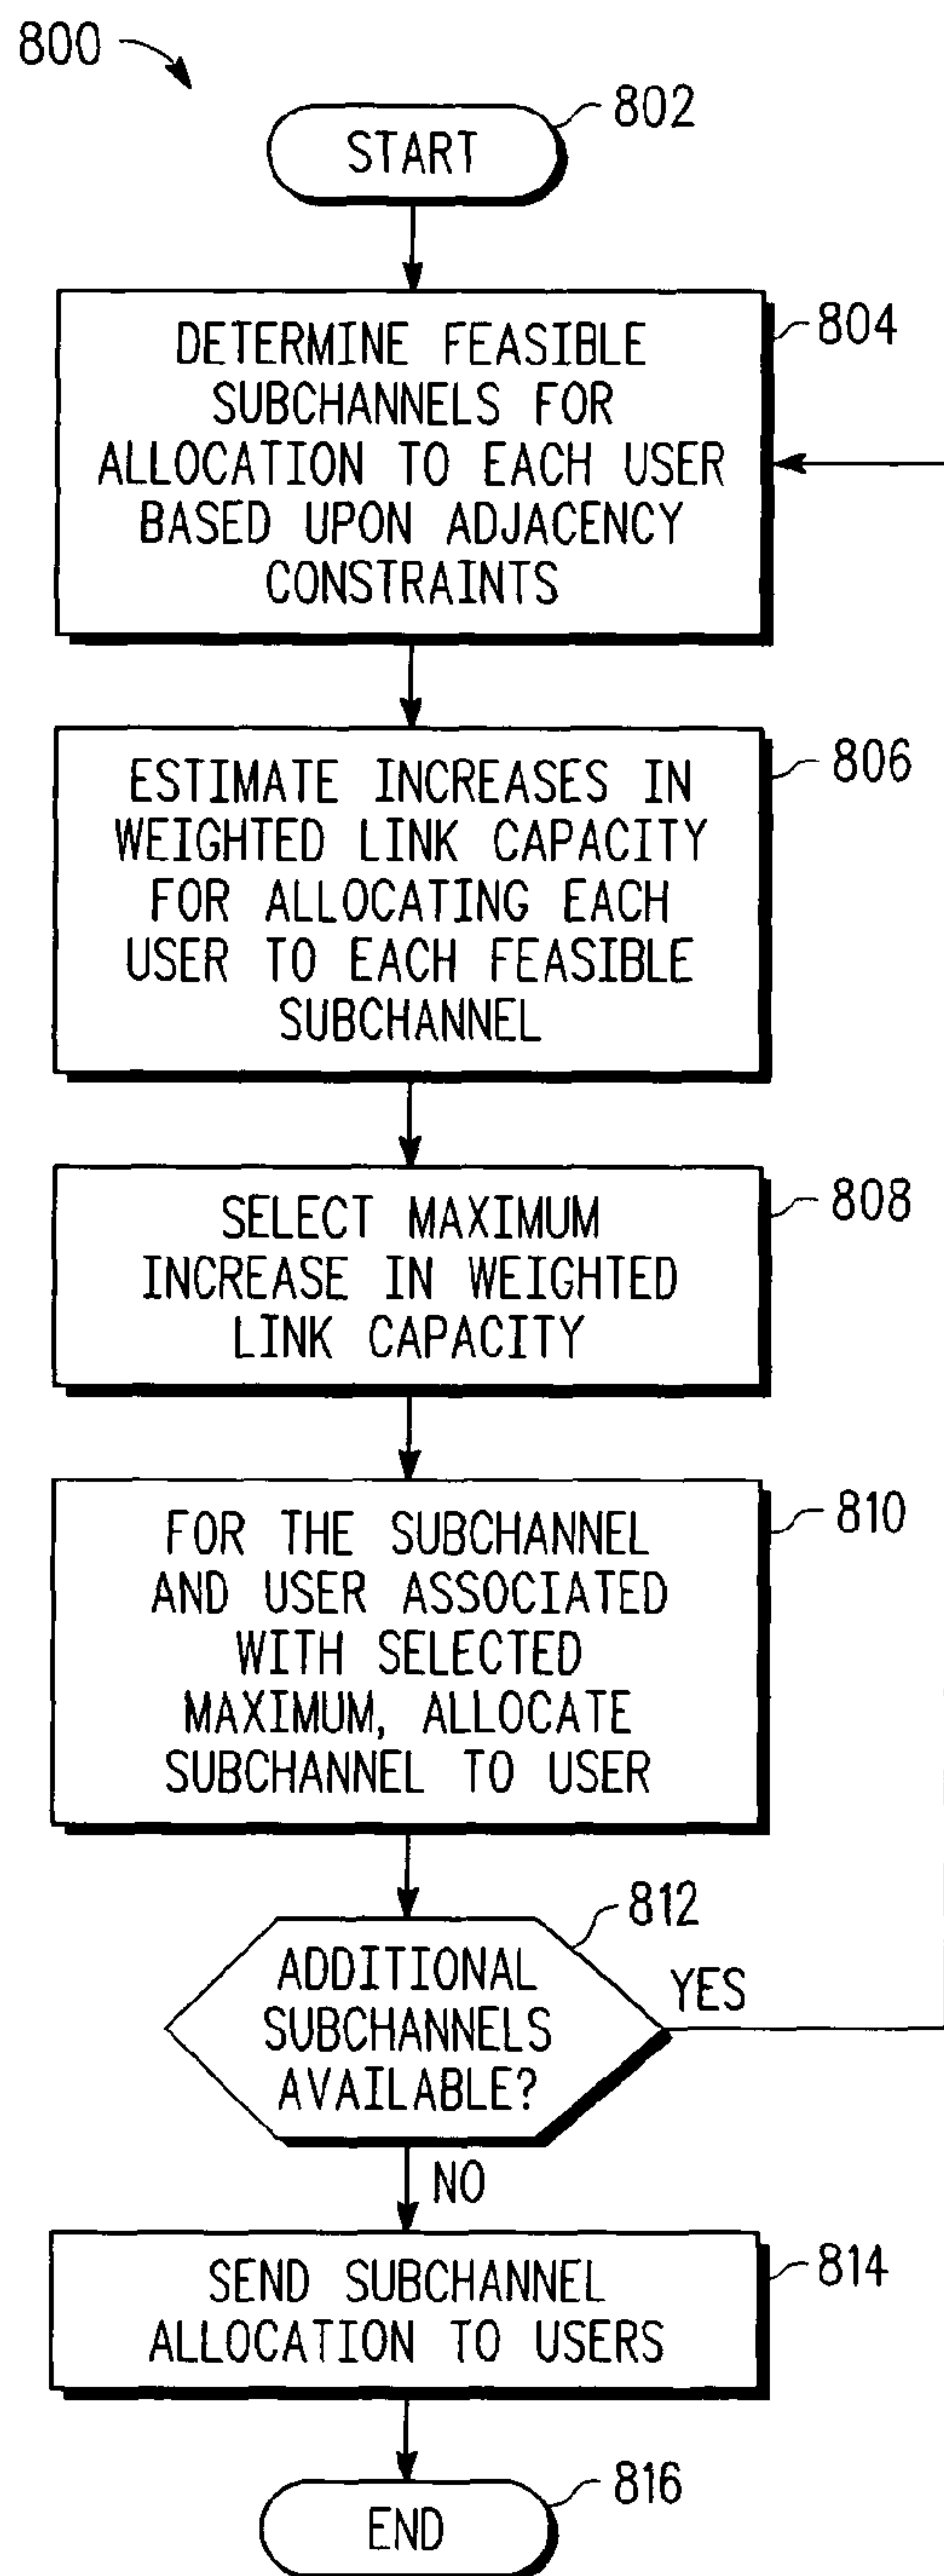 800
802
START
804
DETERMINE FEASIBLE
SUBCHANNELS FOR
ALLOCATION TO EACH USER
BASED UPON ADJACENCY
CONSTRAINTS
806
ESTIMATE INCREASES IN
WEIGHTED LINK CAPACITY
FOR ALLOCATING EACH
USER TO EACH FEASIBLE
SUBCHANNEL
808
SELECT MAXIMUM
INCREASE IN WEIGHTED
LINK CAPACITY
810
FOR THE SUBCHANNEL
AND USER ASSOCIATED
WITH SELECTED
MAXIMUM, ALLOCATE
SUBCHANNEL TO USER
812
ADDITIONAL
SUBCHANNELS
AVAILABLE?
YES
NO
814
SEND SUBCHANNEL
ALLOCATION TO USERS
816
END